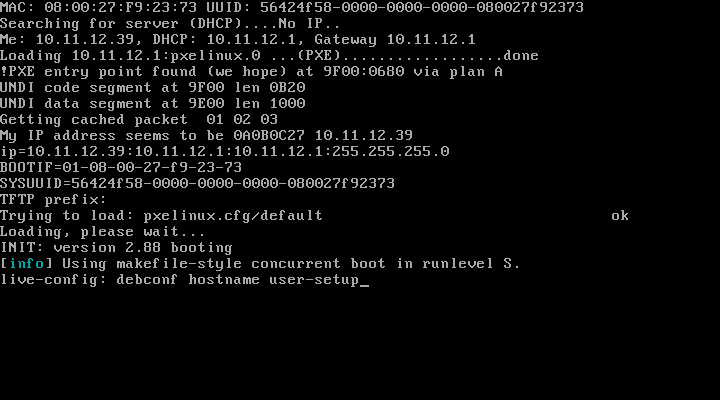 MAC: 08:00:27:F9:23:73 UUID: 56424f58-0000-0000-0000-080027f92373
Searching for server (DHCP)....No IP..
Me: 10.11.12.39, DHCP: 10.11.12.1, Gateway 10.11.12.1
Loading 10.11.12.1:pxelinux.0 ...(PXE)..................done
!PXE entry point found (we hope) at 9F00:0680 via plan A
UNDI code segment at 9F00 len 0B20
UNDI data segment at 9E00 len 1000
Getting cached packet  01 02 03
My IP address seems to be 0A0B0C27 10.11.12.39
ip=10.11.12.39:10.11.12.1:10.11.12.1:255.255.255.0
BOOTIF=01-08-00-27-f9-23-73
SYSUUID=56424f58-0000-0000-0000-080027f92373
TFTP prefix:
Trying to load: pxelinux.cfg/default                                    ok
Loading, please wait...
INIT: version 2.88 booting
[info] Using makefile-style concurrent boot in runlevel S.
live-config: debconf hostname user-setup_